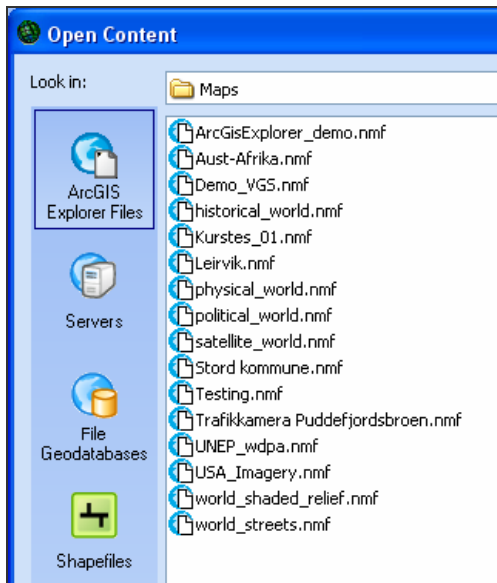 Open Content
Look in:
Maps
ArcGIS
Explorer Files
Servers
File
Geodatabases
Shapefiles
ArcGisExplorer_demo.nmf
Aust-Afrika.nmf
Demo_VGS.nmf
historical_world.nmf
Kurstes_01.nmf
Leirvik.nmf
physical_world.nmf
political_world.nmf
satellite_world.nmf
Stord kommune.nmf
Testing.nmf
Trafikkamera Puddefjordsbroen.nmf
UNEP_wdpa.nmf
USA_Imagery.nmf
world_shaded_relief.nmf
world_streets.nmf